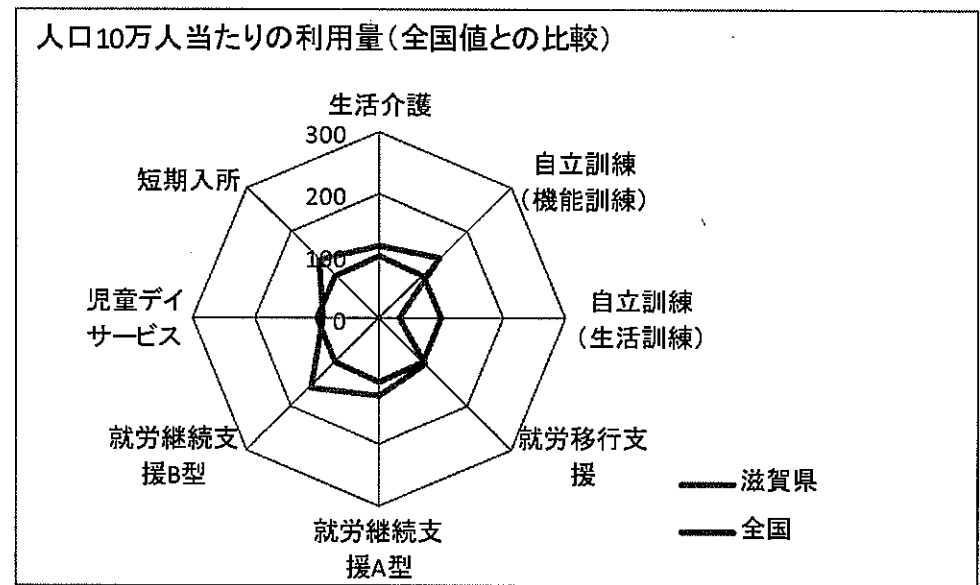 人口10万人当たりの利用量(全国値との比較)
生活介護
300
自立訓練
(機能訓練)
短期入所
200
100
児童デイ
サービス
0
自立訓練
(生活訓練)
就労継続支
援B型
就労移行支
援
滋賀県
全国
就労継続支
援A型